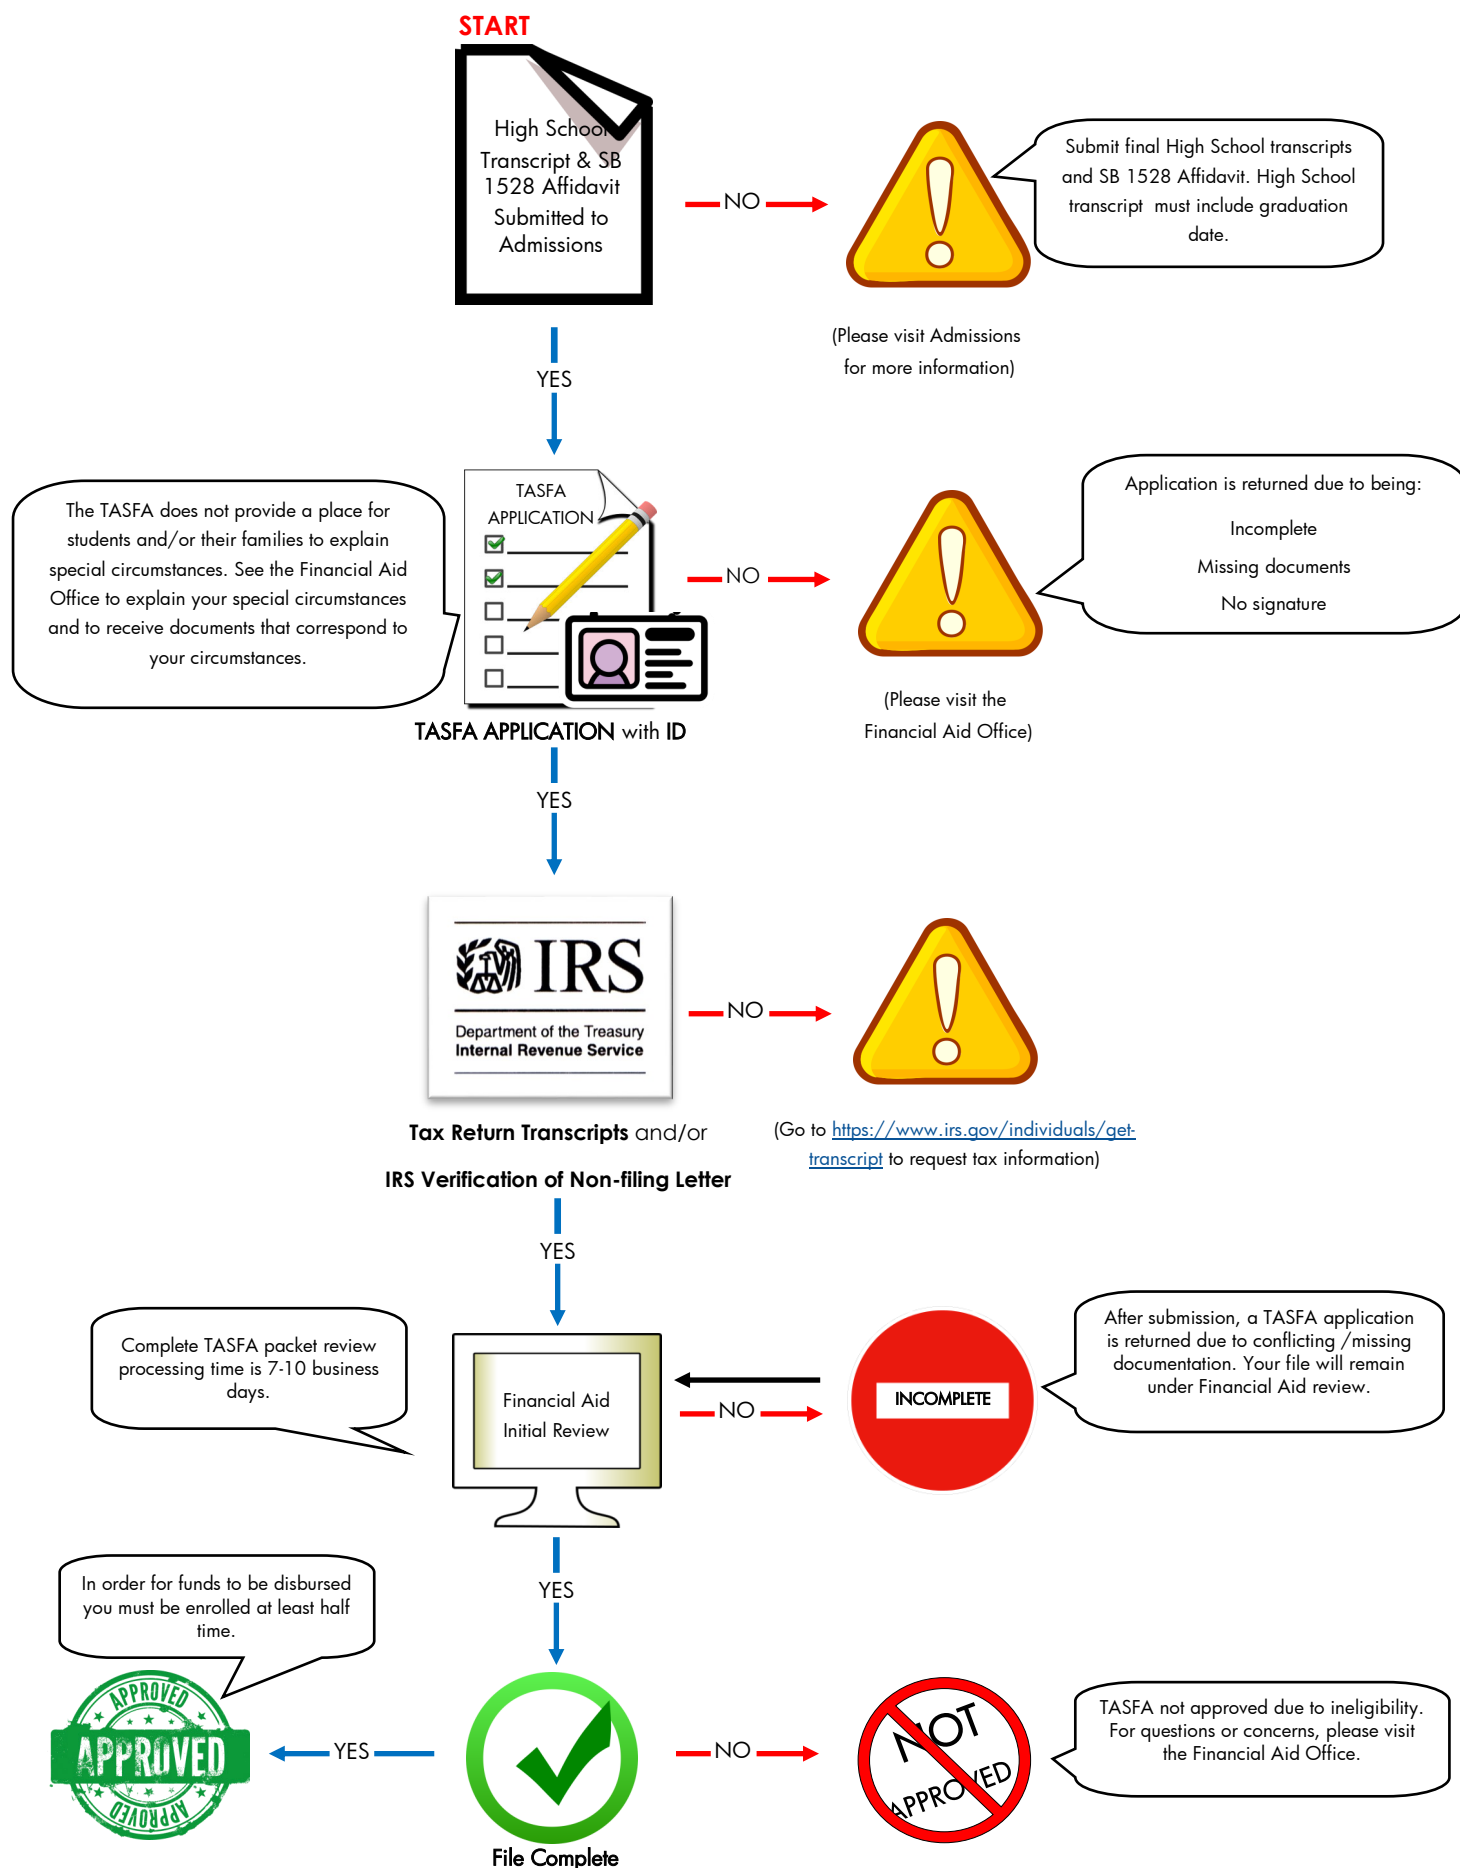 START
High School
Transcript & SB
1528 Affidavit
Submitted to
Admissions
NO
Submit final High School transcripts
and SB 1528 Affidavit. High School
transcript must include graduation
date.
(Please visit Admissions
for more information)
YES
The TASFA does not provide a place for
students and/or their families to explain
special circumstances. See the Financial Aid
Office to explain your special circumstances
and to receive documents that correspond to
your circumstances.
TASFA
APPLICATION
NO
Application is returned due to being:
Incomplete
Missing documents
No signature
(Please visit the
Financial Aid Office)
TASFA APPLICATION with ID
YES
IRS
Department of the Treasury
Internal Revenue Service
NO
Tax Return Transcripts and/or
IRS Verification of Non-filing Letter
(Go to https://www.irs.gov/individuals/get-
transcript to request tax information)
YES
Complete TASFA packet review
processing time is 7-10 business
days.
Financial Aid
Initial Review
NO
INCOMPLETE
After submission, a TASFA application
is returned due to conflicting /missing
documentation. Your file will remain
under Financial Aid review.
YES
In order for funds to be disbursed
you must be enrolled at least half
time.
APPROVED
APPROVED
APPROVED
YES
File Complete
NO
NOT
APPROVED
TASFA not approved due to ineligibility.
For questions or concerns, please visit
the Financial Aid Office.